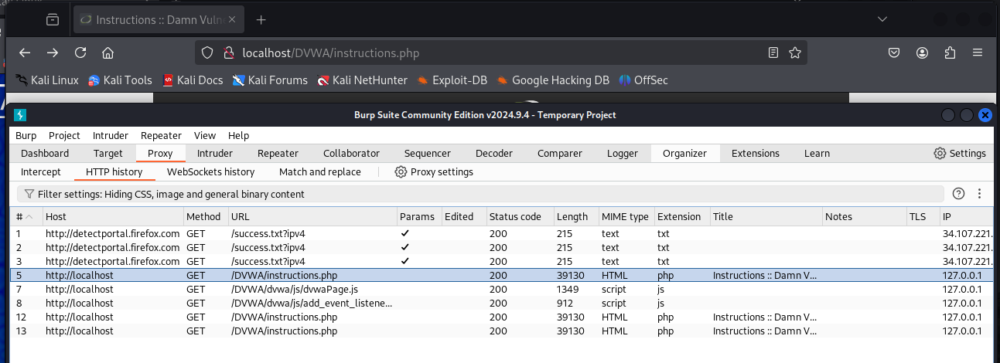 Instructions :: Damn Vulne
localhost/DVWA/instructions.php
Kali Linux Kali Tools Kali Docs Kali Forums Kali NetHunter Exploit-DB Google Hacking DB OffSec
Burp Suite Community Edition v2024.9.4 - Temporary Project
Burp Project Intruder Repeater View Help
Dashboard Target Proxy Intruder Repeater Collaborator Sequencer Decoder Comparer Logger Organizer Extensions Learn Settings
Intercept HTTP history WebSockets history Match and replace Proxy settings
Filter settings: Hiding CSS, image and general binary content
# Host Method URL Params Edited Status code Length MIME type Extension Title Notes TLS IP
1 http://detectportal.firefox.com GET /success.txt?ipv4 ✓ 200 215 text txt 34.107.221.
2 http://detectportal.firefox.com GET /success.txt?ipv4 ✓ 200 215 text txt 34.107.221.
3 http://detectportal.firefox.com GET /success.txt?ipv4 ✓ 200 215 text txt 34.107.221.
5 http://localhost GET /DVWA/instructions.php 200 39130 HTML php Instructions :: Damn V... 127.0.0.1
7 http://localhost GET /DVWA/dvwa/js/dvwaPage.js 200 1349 script js 127.0.0.1
8 http://localhost GET /DVWA/dvwa/js/add_event_listene... 200 912 script js 127.0.0.1
12 http://localhost GET /DVWA/instructions.php 200 39130 HTML php Instructions :: Damn V... 127.0.0.1
13 http://localhost GET /DVWA/instructions.php 200 39130 HTML php Instructions :: Damn V... 127.0.0.1